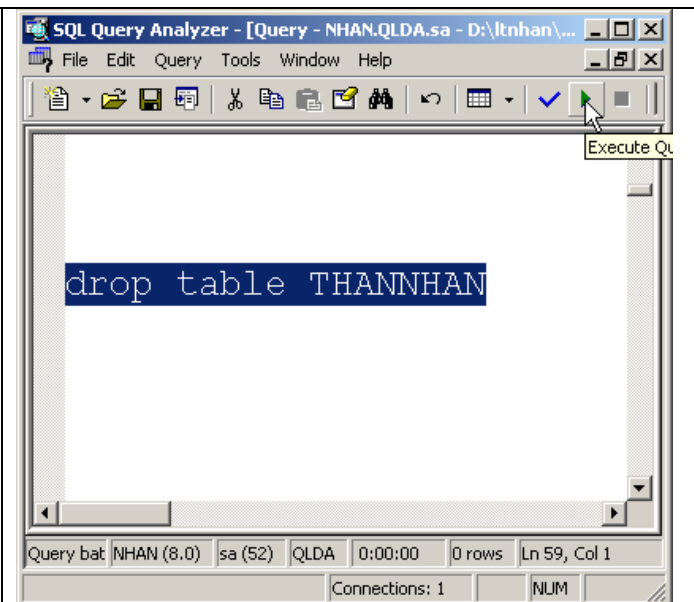 SQL Query Analyzer - [Query - NHAN.QLDA.sa - D:\ltnhan\...
File Edit Query Tools Window Help
Execute Qu
drop table THANNHAN
Query bat NHAN (8.0) sa (52) QLDA 0:00:00 0 rows Ln 59, Col 1
Connections: 1 NUM